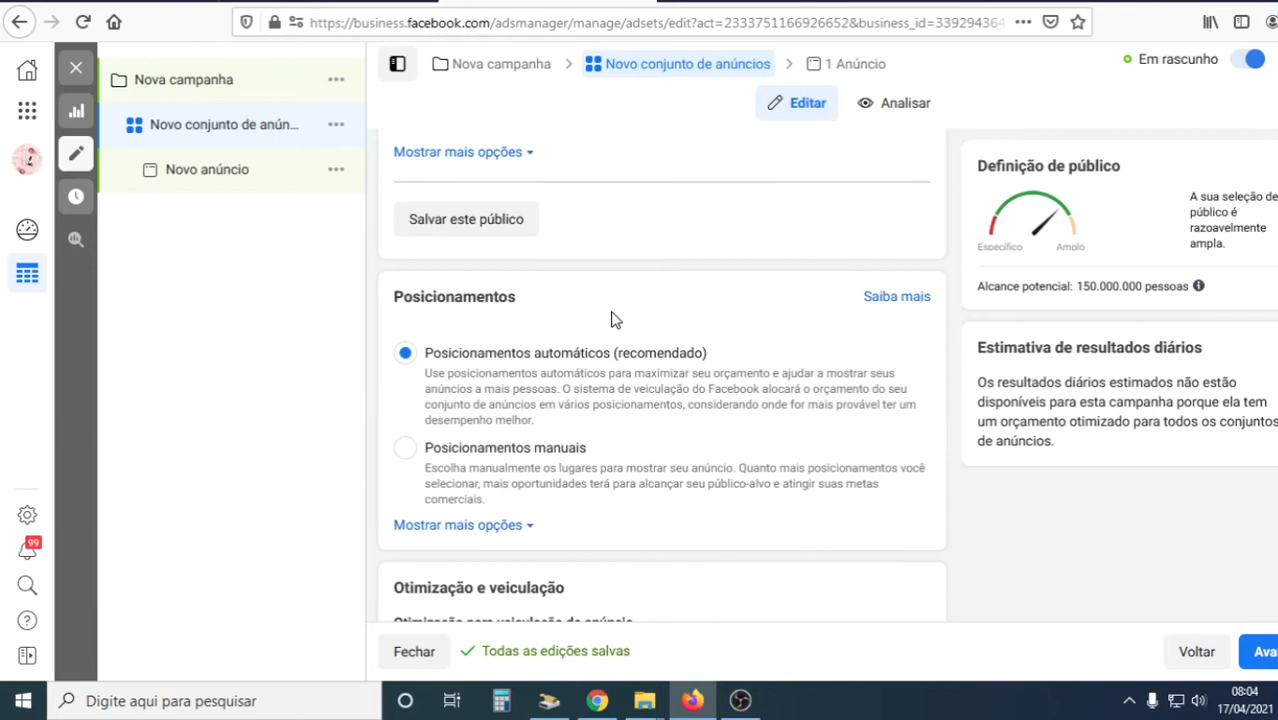 https://business.facebook.com/adsmanager/manage/adsets/edit?act=2333751166926652&business_id=339294364
Nova campanha
Novo conjunto de anún...
Novo anúncio
Nova campanha
Novo conjunto de anúncios
1 Anúncio
Em rascunho
Editar
Analisar
Mostrar mais opções
Salvar este público
Posicionamentos
Saiba mais
Posicionamentos automáticos (recomendado)
Use posicionamentos automáticos para maximizar seu orçamento e ajudar a mostrar seus
anúncios a mais pessoas. O sistema de veiculação do Facebook alocará o orçamento do seu
conjunto de anúncios em vários posicionamentos, considerando onde for mais provável ter um
desempenho melhor.
Posicionamentos manuais
Escolha manualmente os lugares para mostrar seu anúncio. Quanto mais posicionamentos você
selecionar, mais oportunidades terá para alcançar seu público-alvo e atingir suas metas
comerciais.
Mostrar mais opções
Otimização e veiculação
Otimização para veiculação de anúncio
Definição de público
Específico
Amplo
A sua seleção de
público é
razoavelmente
ampla.
Alcance potencial: 150.000.000 pessoas
Estimativa de resultados diários
Os resultados diários estimados não estão
disponíveis para esta campanha porque ela tem
um orçamento otimizado para todos os conjuntos
de anúncios.
99
Fechar
Todas as edições salvas
Voltar
Ava
Digite aqui para pesquisar
08:04
17/04/2021